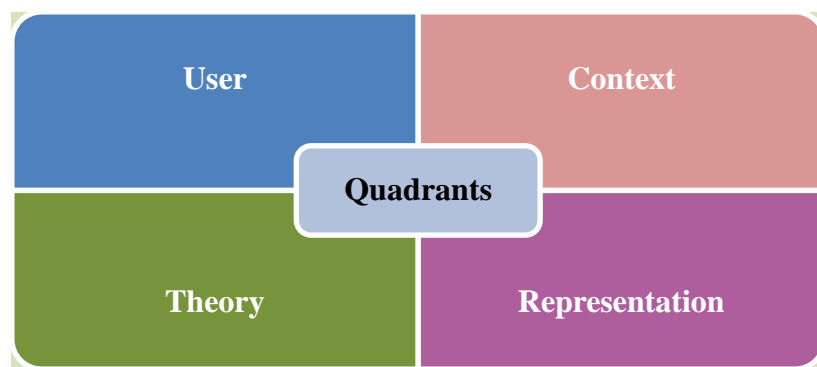 User
Context
Quadrants
Theory
Representation